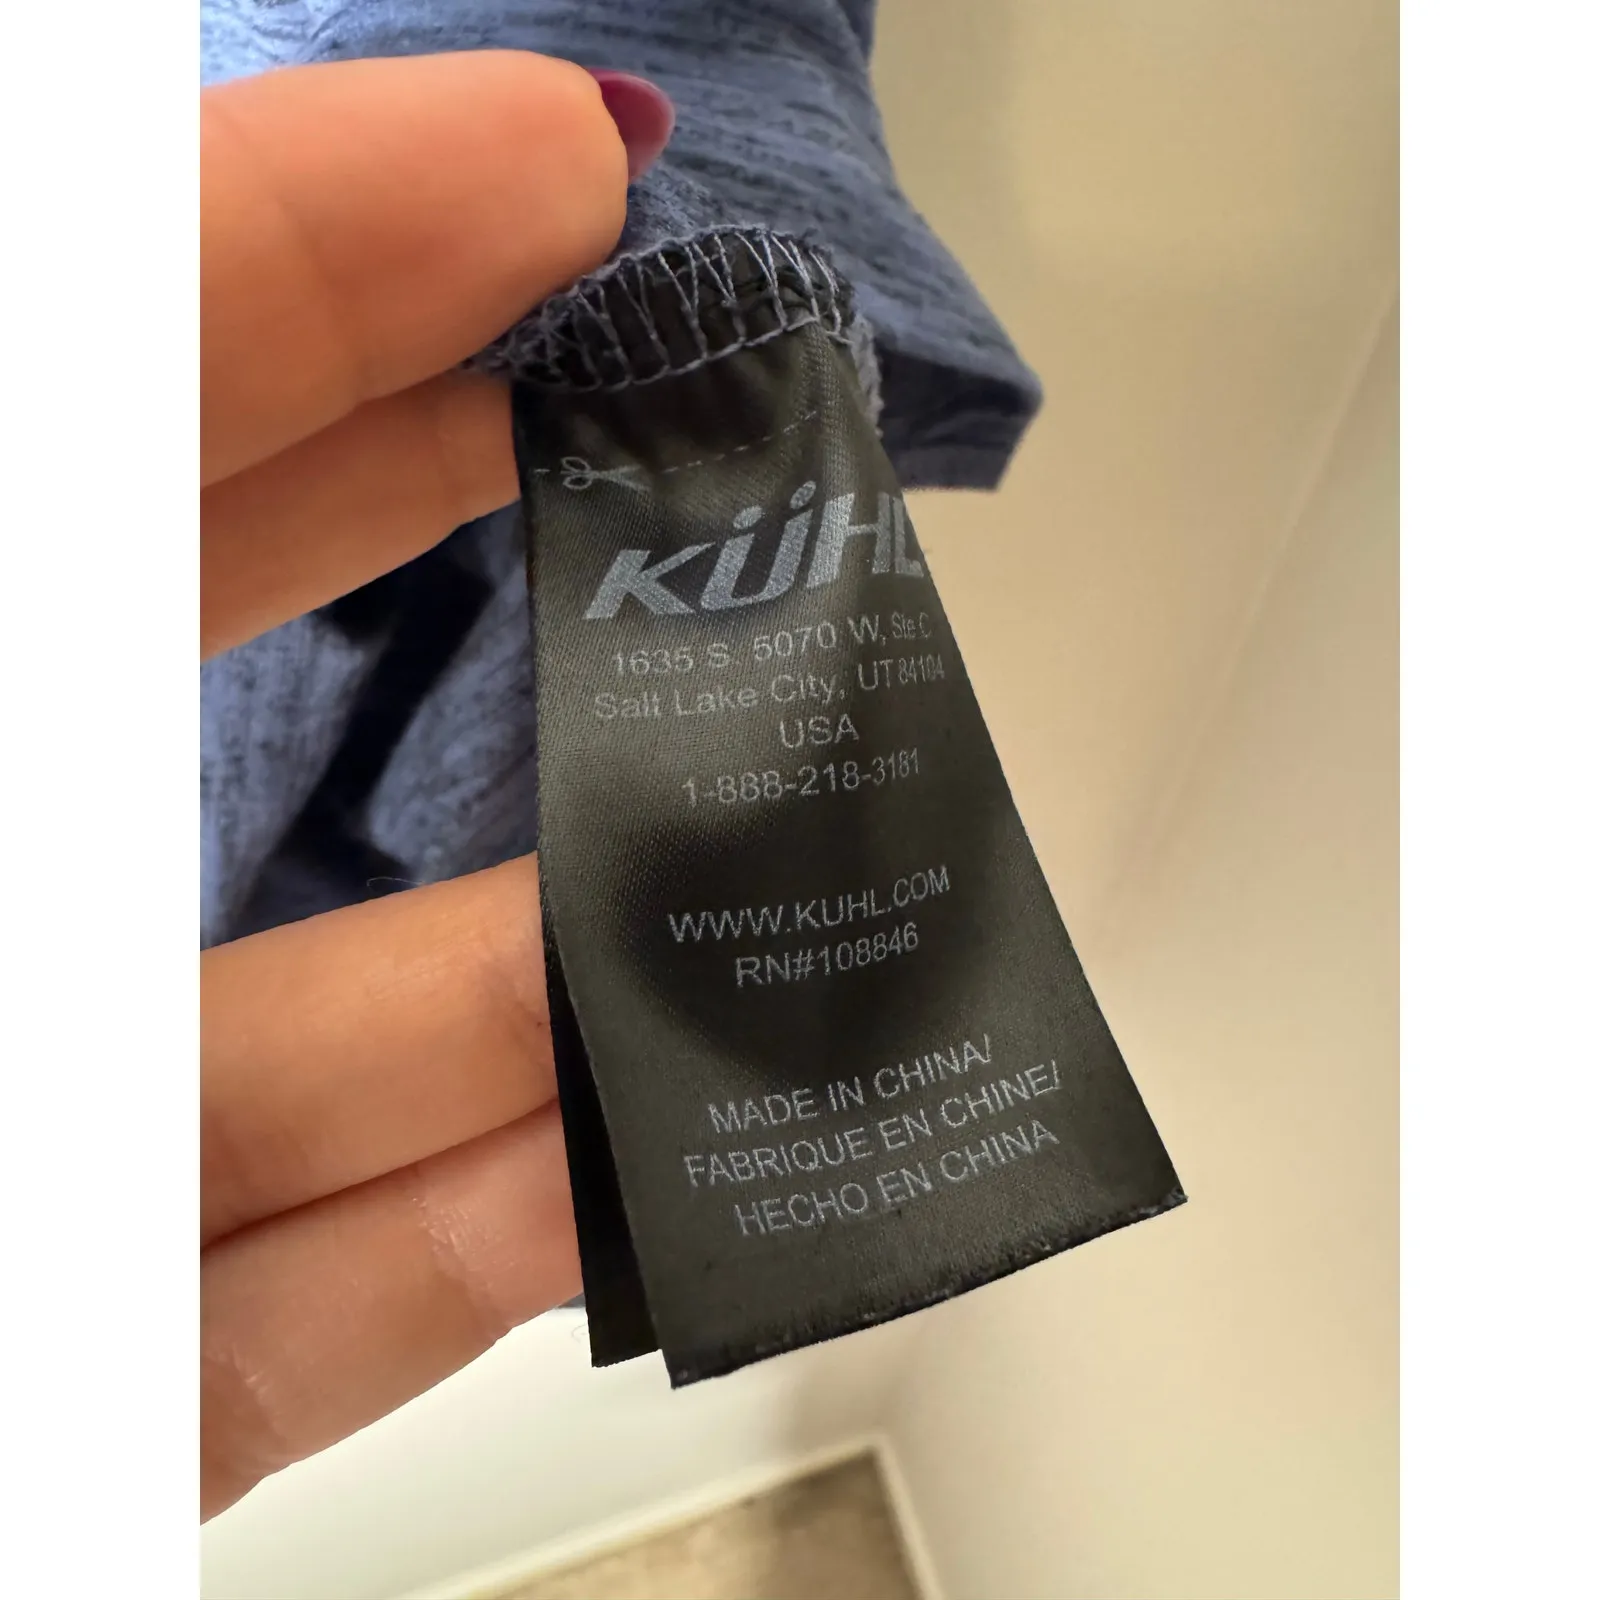 KÜHL
1635 S. 5070 W, Ste C
Salt Lake City, UT 84104
USA
1-888-218-3181
WWW.KUHL.COM
RN#108846
MADE IN CHINA/
FABRIQUE EN CHINE/
HECHO EN CHINA